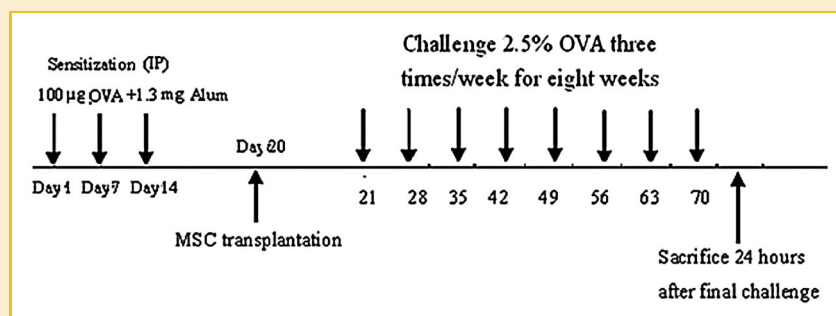 Challenge 2.5% OVA three
times/week for eight weeks
Sensitization (IP)
100 µg OVA +1.3 mg Alum
Day 20
Day 1 Day 7 Day 14
21 28 35 42 49 56 63 70
MSC transplantation
Sacrifice 24 hours
after final challenge